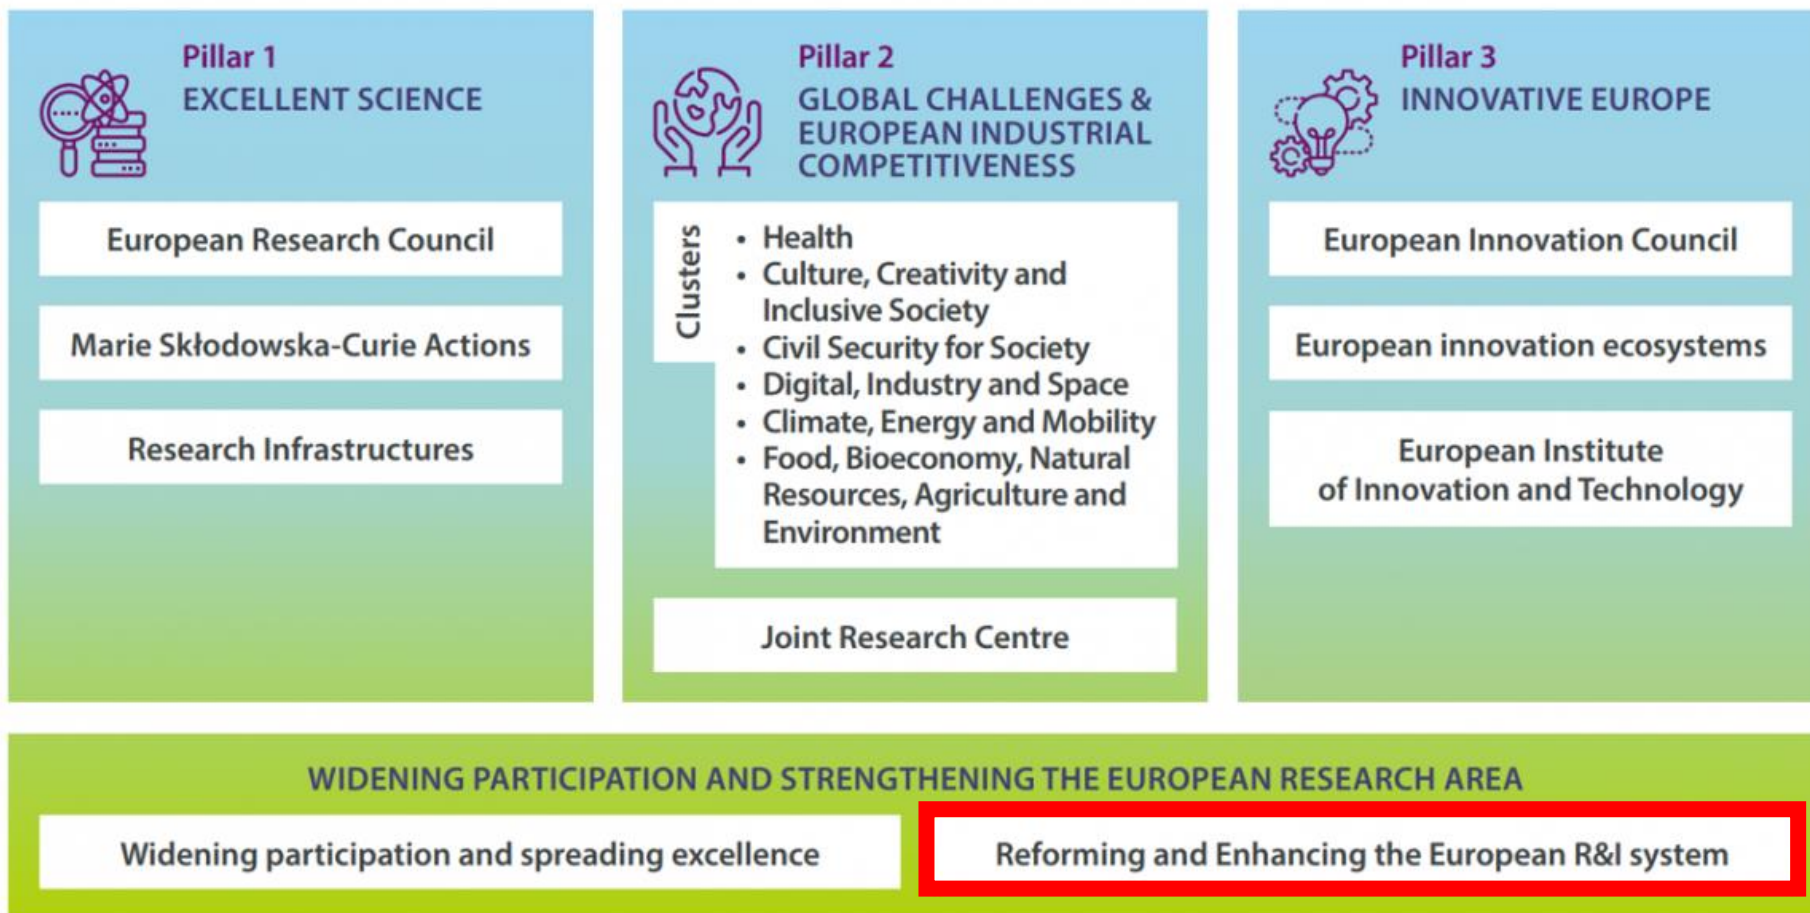 Pillar 1
EXCELLENT SCIENCE
European Research Council
Marie Skłodowska-Curie Actions
Research Infrastructures
Pillar 2
GLOBAL CHALLENGES &
EUROPEAN INDUSTRIAL
COMPETITIVENESS
Clusters
• Health
• Culture, Creativity and
Inclusive Society
• Civil Security for Society
• Digital, Industry and Space
• Climate, Energy and Mobility
• Food, Bioeconomy, Natural
Resources, Agriculture and
Environment
Joint Research Centre
Pillar 3
INNOVATIVE EUROPE
European Innovation Council
European innovation ecosystems
European Institute
of Innovation and Technology
WIDENING PARTICIPATION AND STRENGTHENING THE EUROPEAN RESEARCH AREA
Widening participation and spreading excellence
Reforming and Enhancing the European R&I system